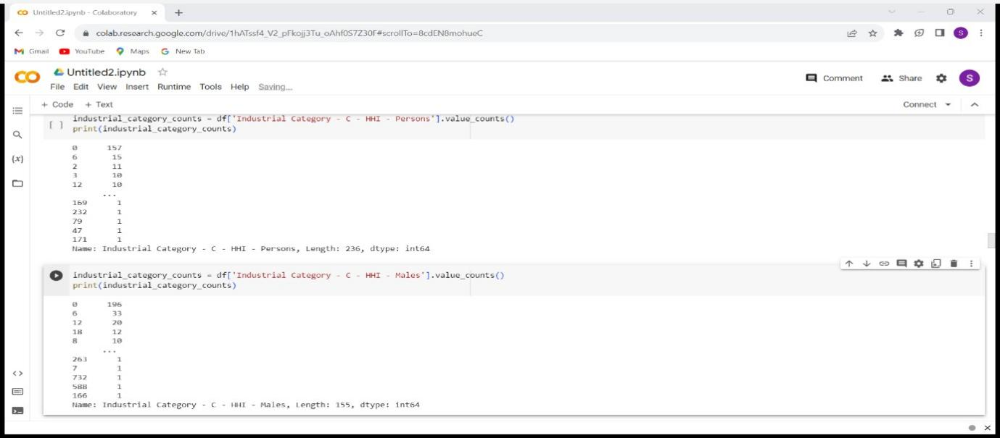 Untitled2.ipynb - Colaboratory
colab.research.google.com/drive/1hATssf4_V2_pFkojj3Tu_oAhf0S7Z30F#scrollTo=8cdEN8mohueC
Gmail YouTube Maps G New Tab
CO Untitled2.ipynb
Comment Share S
File Edit View Insert Runtime Tools Help Saving...
+ Code + Text
Connect
[ ] industrial_category_counts = df['Industrial Category - C - HHI - Persons'].value_counts()
print(industrial_category_counts)
{x}
0 157
6 15
2 11
3 10
12 10
...
169 1
232 1
79 1
47 1
171 1
Name: Industrial Category - C - HHI - Persons, Length: 236, dtype: int64
industrial_category_counts = df['Industrial Category - C - HHI - Males'].value_counts()
print(industrial_category_counts)
0 196
6 33
12 20
18 12
8 10
...
263 1
7 1
732 1
588 1
166 1
Name: Industrial Category - C - HHI - Males, Length: 155, dtype: int64